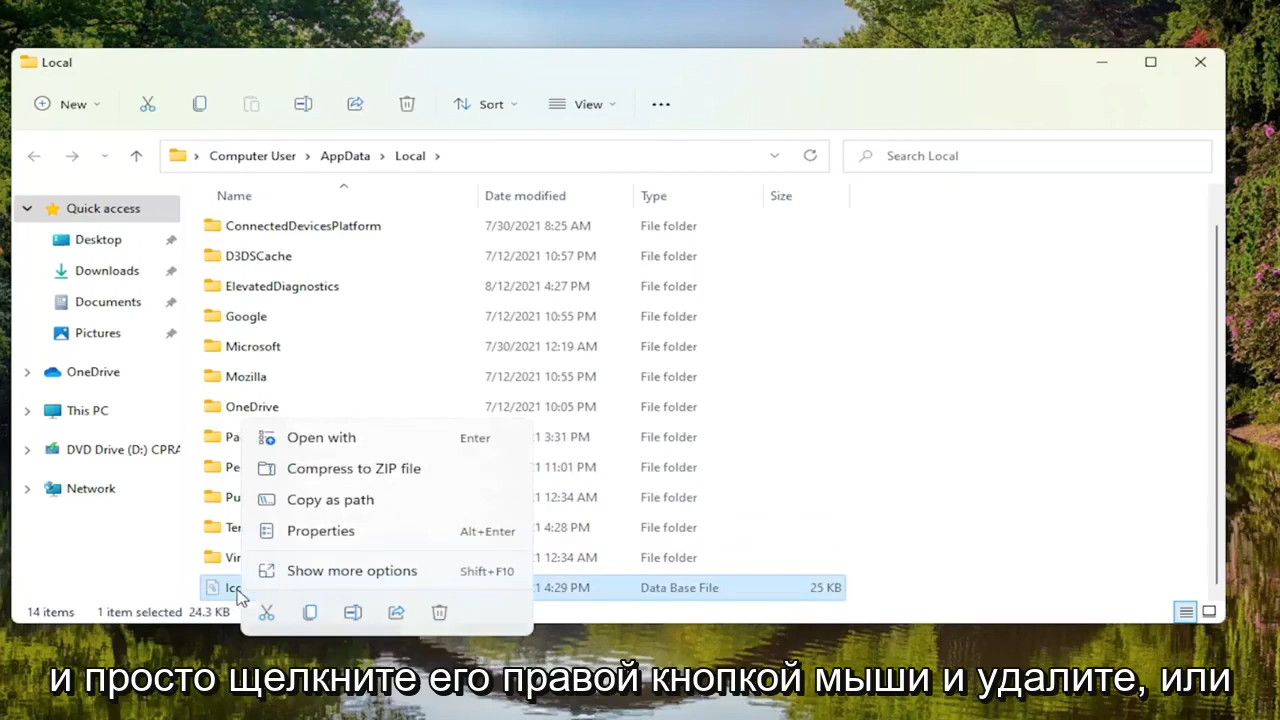 Local
New
Sort
View
Computer User
AppData
Local
Search Local
Name
Date modified
Type
Size
Quick access
Desktop
Downloads
Documents
Pictures
OneDrive
This PC
DVD Drive (D:) CPRA
Network
ConnectedDevicesPlatform 7/30/2021 8:25 AM File folder
D3DSCache 7/12/2021 10:57 PM File folder
ElevatedDiagnostics 8/12/2021 4:27 PM File folder
Google 7/12/2021 10:55 PM File folder
Microsoft 7/30/2021 12:19 AM File folder
Mozilla 7/12/2021 10:55 PM File folder
OneDrive 7/12/2021 10:05 PM File folder
Pa 1 3:31 PM File folder
Pe 1 11:01 PM File folder
Pu 1 12:34 AM File folder
Te 1 4:28 PM File folder
Vir 1 12:34 AM File folder
Ico 1 4:29 PM Data Base File 25 KB
Open with Enter
Compress to ZIP file
Copy as path
Properties Alt+Enter
Show more options Shift+F10
14 items 1 item selected 24.3 KB
и просто щелкните его правой кнопкой мыши и удалите, или